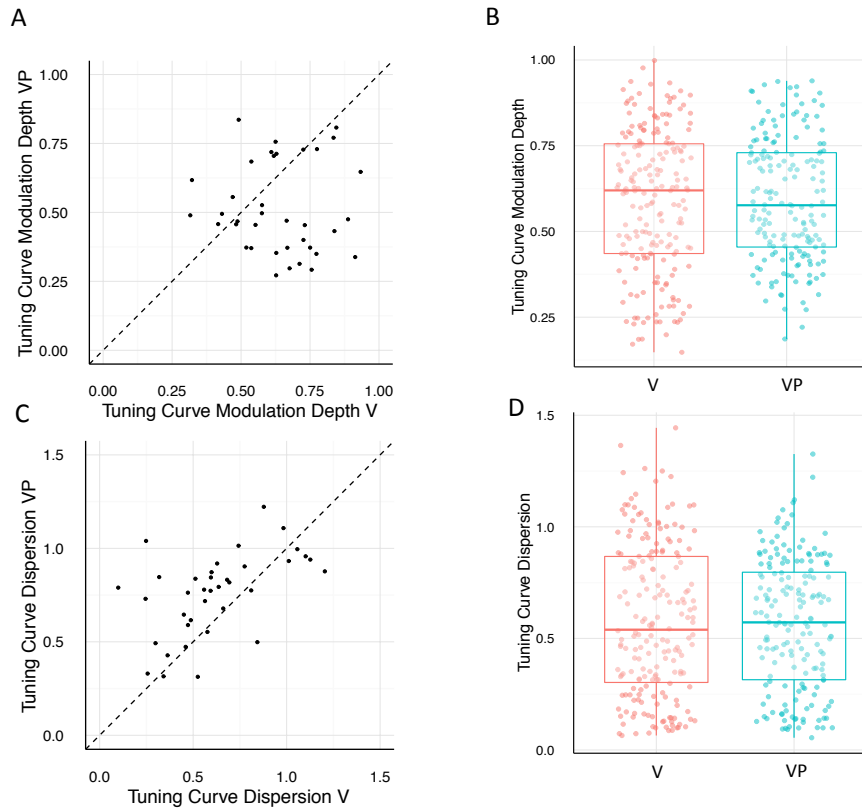 A
Tuning Curve Modulation Depth VP
1.00
0.75
0.50
0.25
0.00
0.00 0.25 0.50 0.75 1.00
Tuning Curve Modulation Depth V
B
Tuning Curve Modulation Depth
1.00
0.75
0.50
0.25
V VP
C
Tuning Curve Dispersion VP
1.5
1.0
0.5
0.0
0.0 0.5 1.0 1.5
Tuning Curve Dispersion V
D
Tuning Curve Dispersion
1.5
1.0
0.5
0.0
V VP